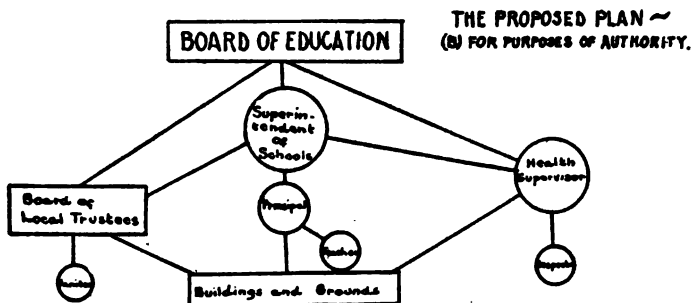 THE PROPOSED PLAN ~
(B) FOR PURPOSES OF AUTHORITY.
BOARD OF EDUCATION
Superin-
tendent
of
Schools
Health
Supervisor
Board of
Local Trustees
Principal
Teacher
Janitor
Buildings and Grounds